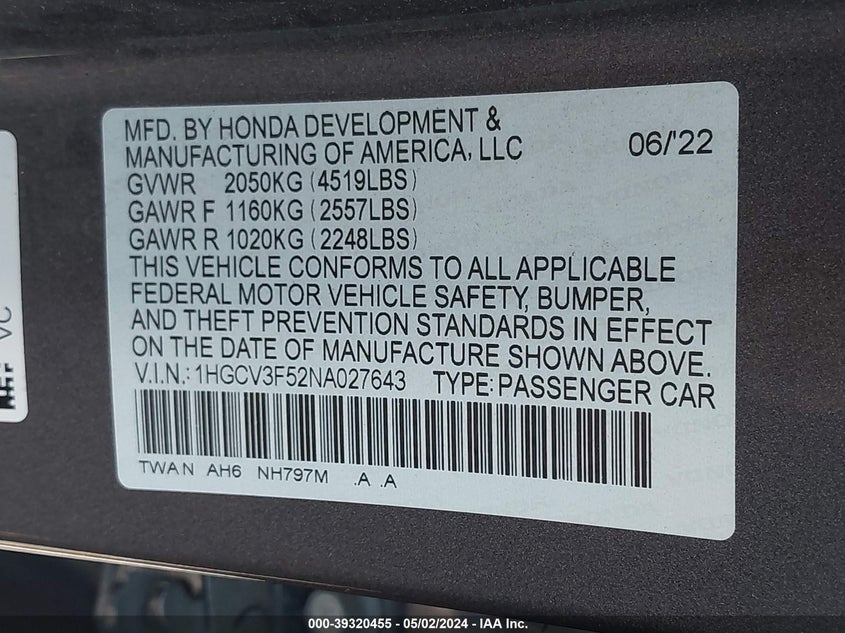 MFD. BY HONDA DEVELOPMENT &
MANUFACTURING OF AMERICA, LLC 06/'22
GVWR 2050KG (4519LBS)
GAWR F 1160KG (2557LBS)
GAWR R 1020KG (2248LBS)
THIS VEHICLE CONFORMS TO ALL APPLICABLE
FEDERAL MOTOR VEHICLE SAFETY, BUMPER,
AND THEFT PREVENTION STANDARDS IN EFFECT
ON THE DATE OF MANUFACTURE SHOWN ABOVE.
V.I.N.: 1HGCV3F52NA027643 TYPE: PASSENGER CAR
TWAN AH6 NH797M .A .A
VC
000-39320455 - 05/02/2024 - IAA Inc.